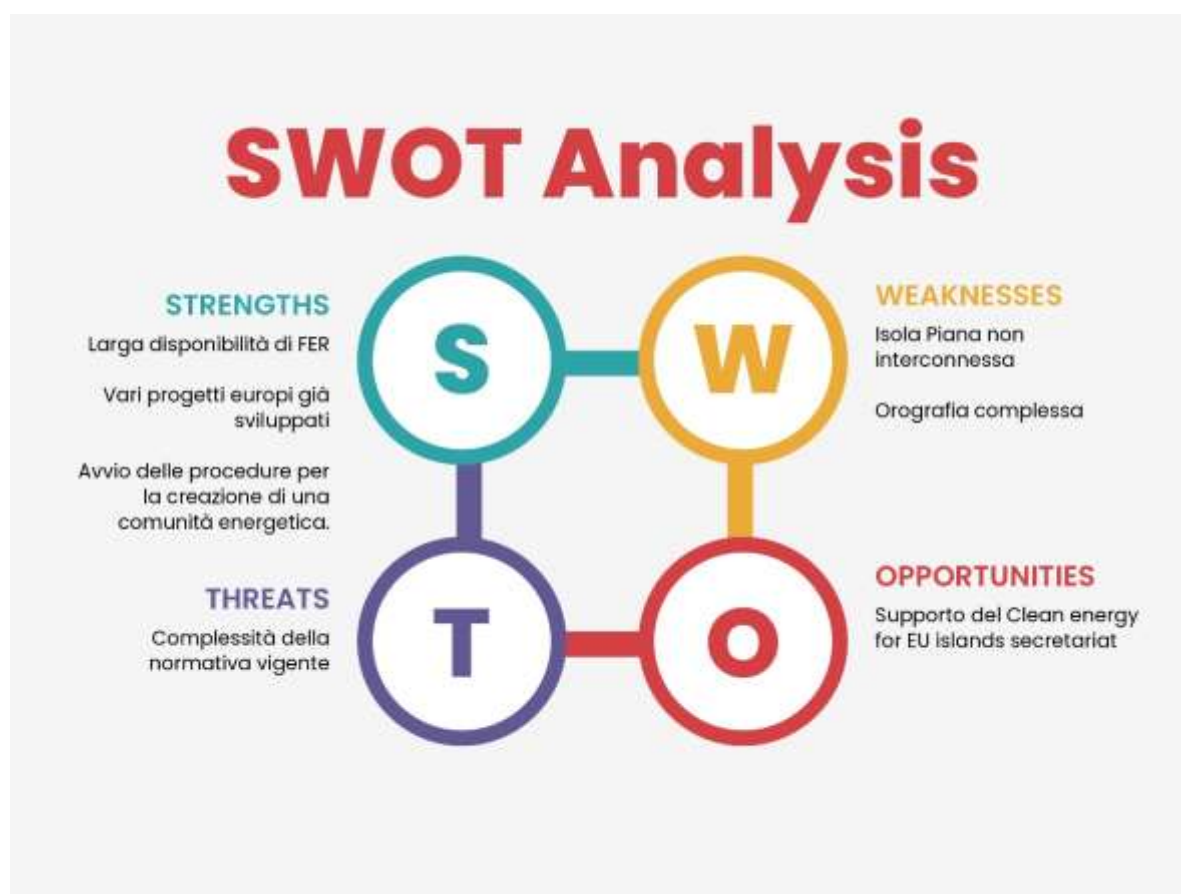 SWOT Analysis
STRENGTHS
Larga disponibilità di FER
Vari progetti europi già
sviluppati
Avvio delle procedure per
la creazione di una
comunità energetica.
S
W
WEAKNESSES
Isola Piana non
interconnessa
Orografia complessa
THREATS
Complessità della
normativa vigente
T
O
OPPORTUNITIES
Supporto del Clean energy
for EU islands secretariat